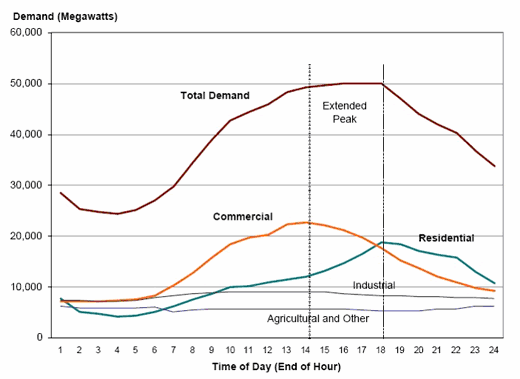 Demand (Megawatts)
60,000
50,000
40,000
30,000
20,000
10,000
0
Total Demand
Extended
Peak
Commercial
Residential
Industrial
Agricultural and Other
1 2 3 4 5 6 7 8 9 10 11 12 13 14 15 16 17 18 19 20 21 22 23 24
Time of Day (End of Hour)